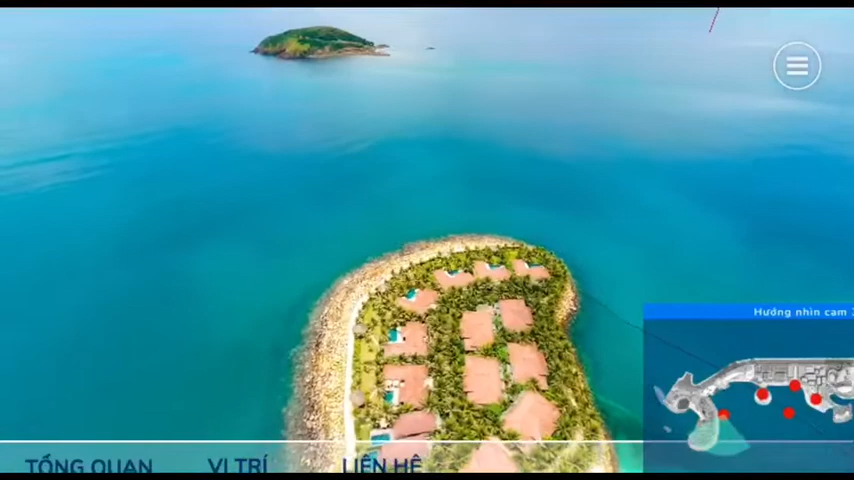 Hướng nhìn cam
TỔNG QUAN
VỊ TRÍ
LIÊN HỆ